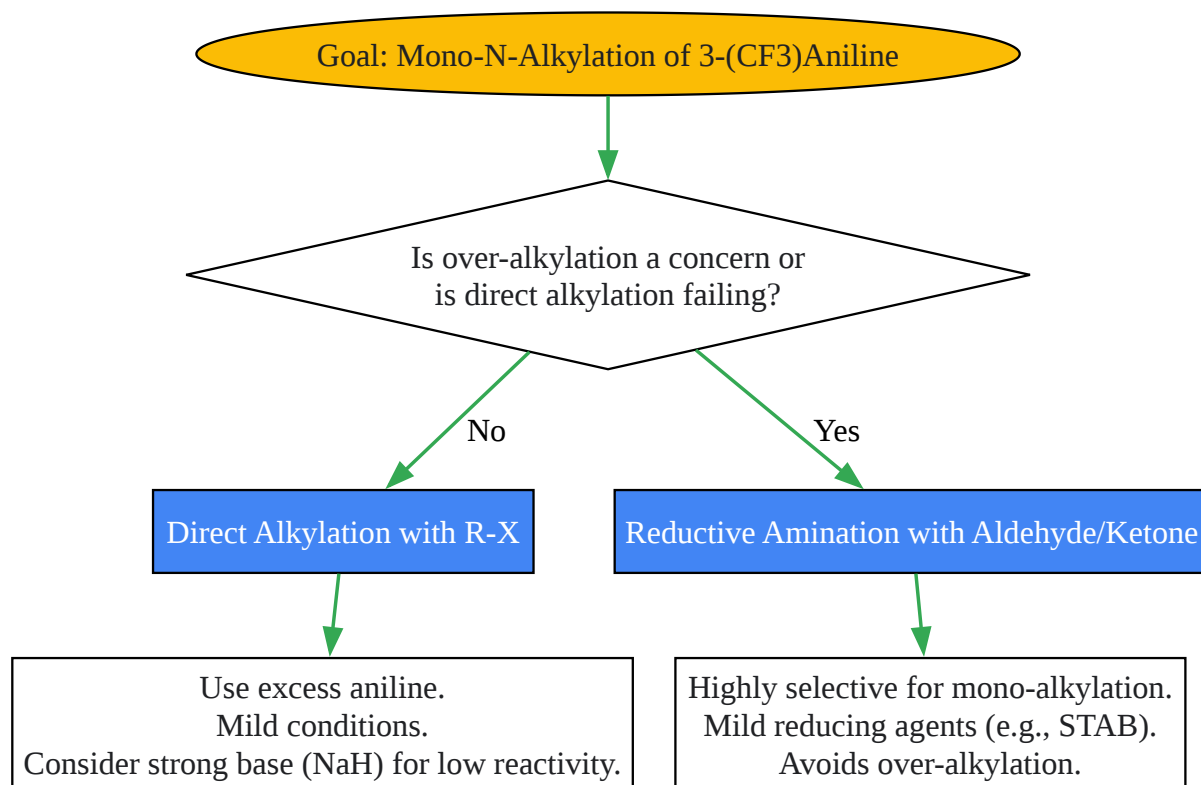 Goal: Mono-N-Alkylation of 3-(CF3)Aniline
Is over-alkylation a concern or
is direct alkylation failing?
No
Yes
Direct Alkylation with R-X
Reductive Amination with Aldehyde/Ketone
Use excess aniline.
Mild conditions.
Consider strong base (NaH) for low reactivity.
Highly selective for mono-alkylation.
Mild reducing agents (e.g., STAB).
Avoids over-alkylation.